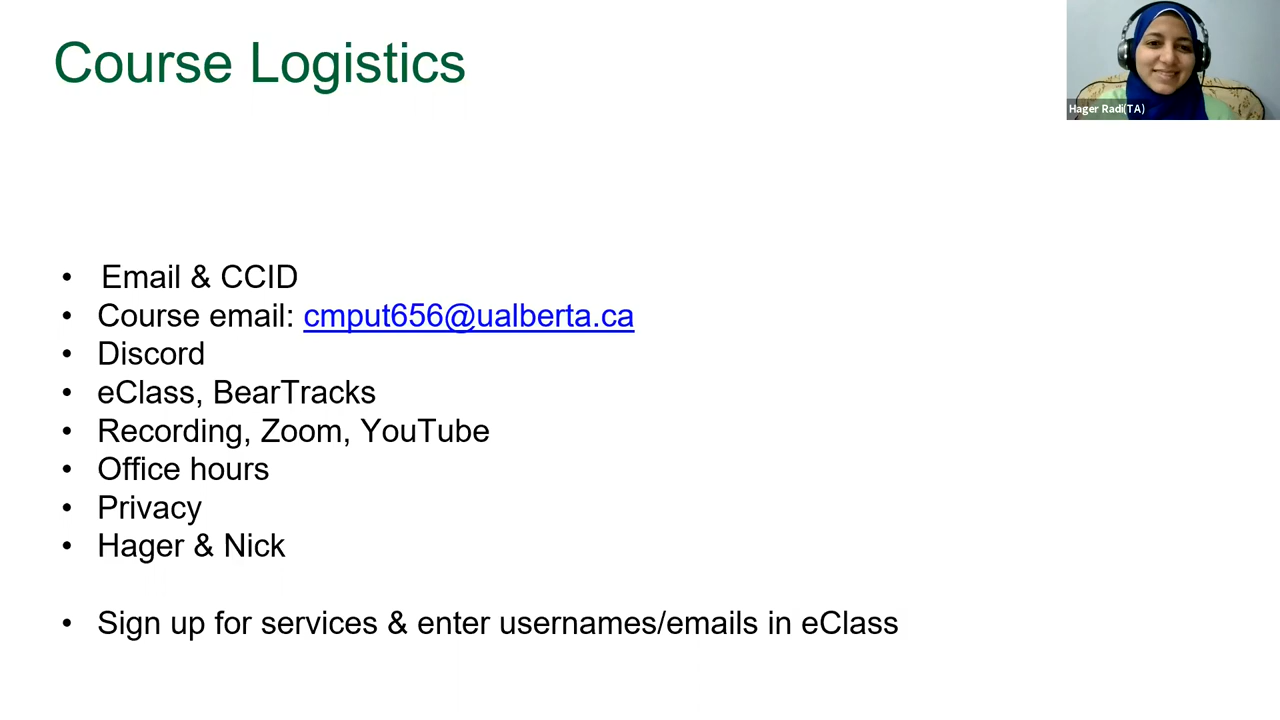 Course Logistics
Hager Radi(TA)
• Email & CCID
• Course email: cmput656@ualberta.ca
• Discord
• eClass, BearTracks
• Recording, Zoom, YouTube
• Office hours
• Privacy
• Hager & Nick
• Sign up for services & enter usernames/emails in eClass